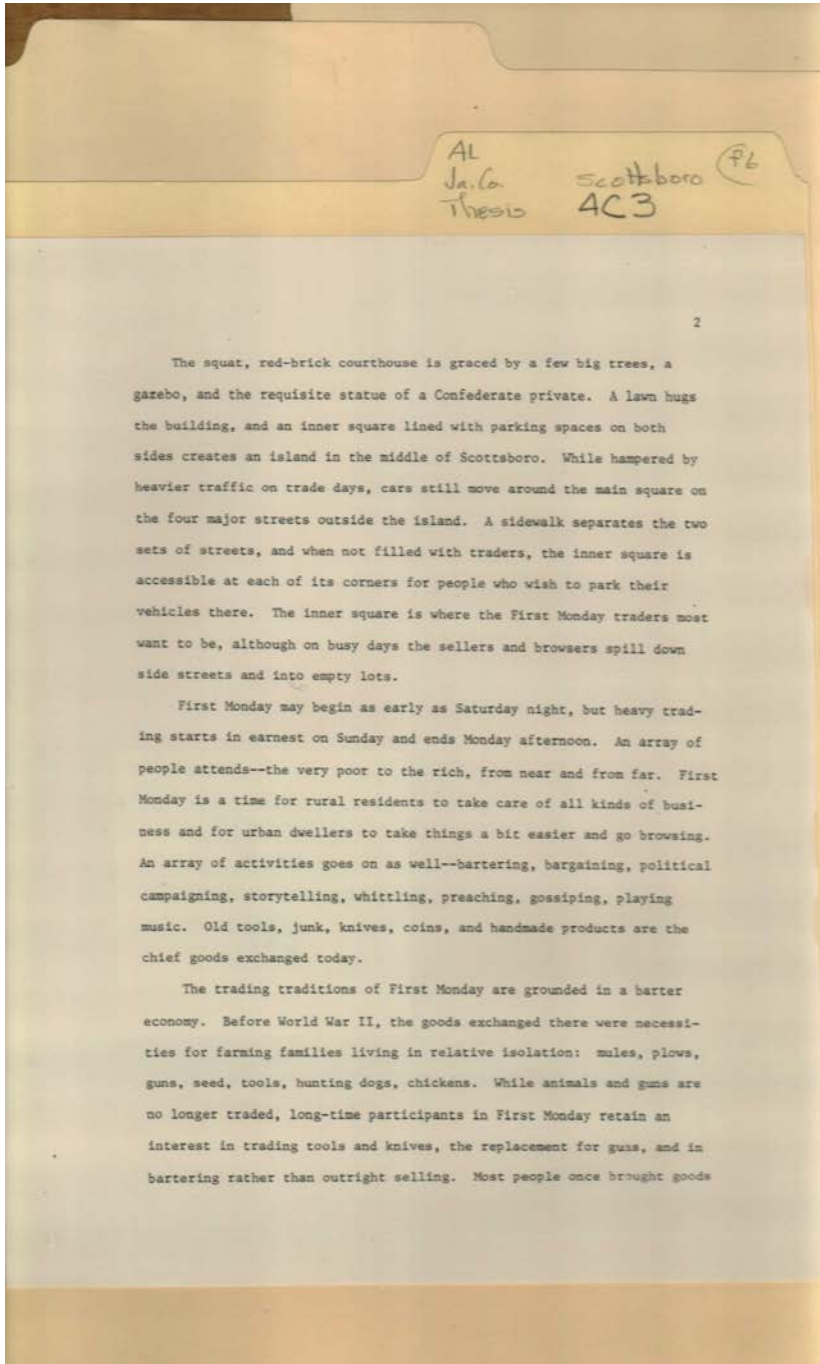 AL
Ja. Co. Scottsboro P6
Thesis 4C3
2
The squat, red-brick courthouse is graced by a few big trees, a
gazebo, and the requisite statue of a Confederate private. A lawn hugs
the building, and an inner square lined with parking spaces on both
sides creates an island in the middle of Scottsboro. While hampered by
heavier traffic on trade days, cars still move around the main square on
the four major streets outside the island. A sidewalk separates the two
sets of streets, and when not filled with traders, the inner square is
accessible at each of its corners for people who wish to park their
vehicles there. The inner square is where the First Monday traders most
want to be, although on busy days the sellers and browsers spill down
side streets and into empty lots.
First Monday may begin as early as Saturday night, but heavy trad-
ing starts in earnest on Sunday and ends Monday afternoon. An array of
people attends--the very poor to the rich, from near and from far. First
Monday is a time for rural residents to take care of all kinds of busi-
ness and for urban dwellers to take things a bit easier and go browsing.
An array of activities goes on as well--bartering, bargaining, political
campaigning, storytelling, whittling, preaching, gossiping, playing
music. Old tools, junk, knives, coins, and handmade products are the
chief goods exchanged today.
The trading traditions of First Monday are grounded in a barter
economy. Before World War II, the goods exchanged there were necessi-
ties for farming families living in relative isolation: mules, plows,
guns, seed, tools, hunting dogs, chickens. While animals and guns are
no longer traded, long-time participants in First Monday retain an
interest in trading tools and knives, the replacement for guns, and in
bartering rather than outright selling. Most people once brought goods